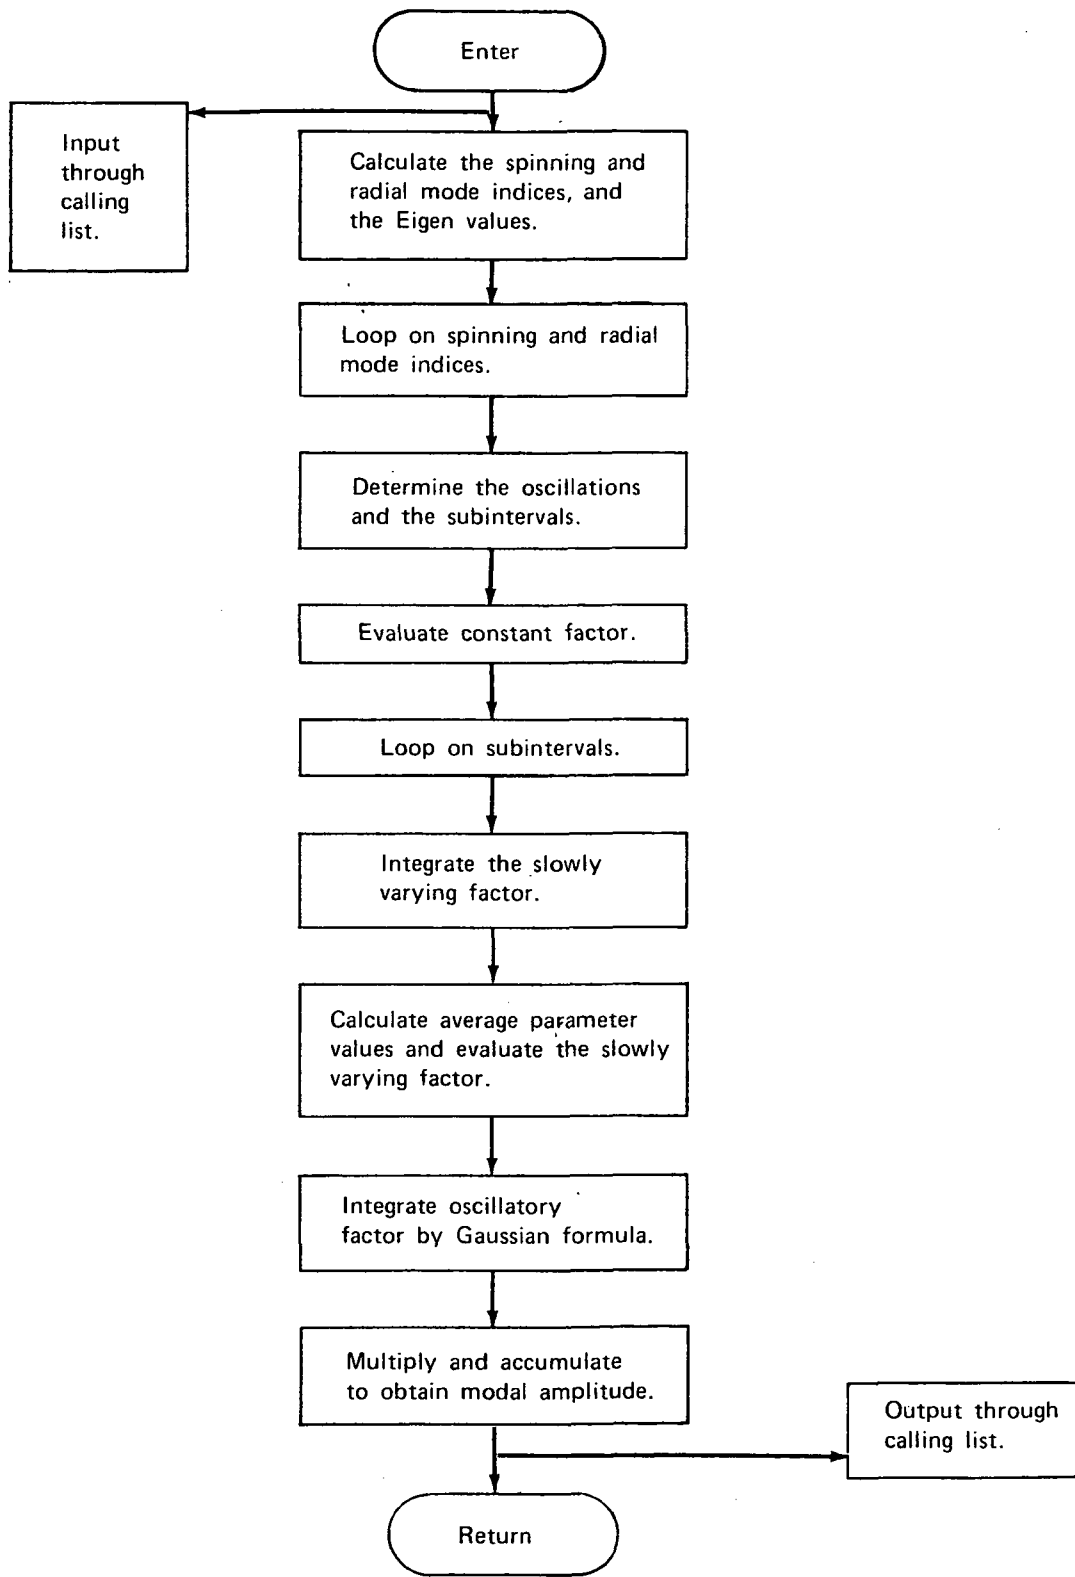 Enter
Input
through
calling
list.
Calculate the spinning and
radial mode indices, and
the Eigen values.
Loop on spinning and radial
mode indices.
Determine the oscillations
and the subintervals.
Evaluate constant factor.
Loop on subintervals.
Integrate the slowly
varying factor.
Calculate average parameter
values and evaluate the slowly
varying factor.
Integrate oscillatory
factor by Gaussian formula.
Multiply and accumulate
to obtain modal amplitude.
Output through
calling list.
Return